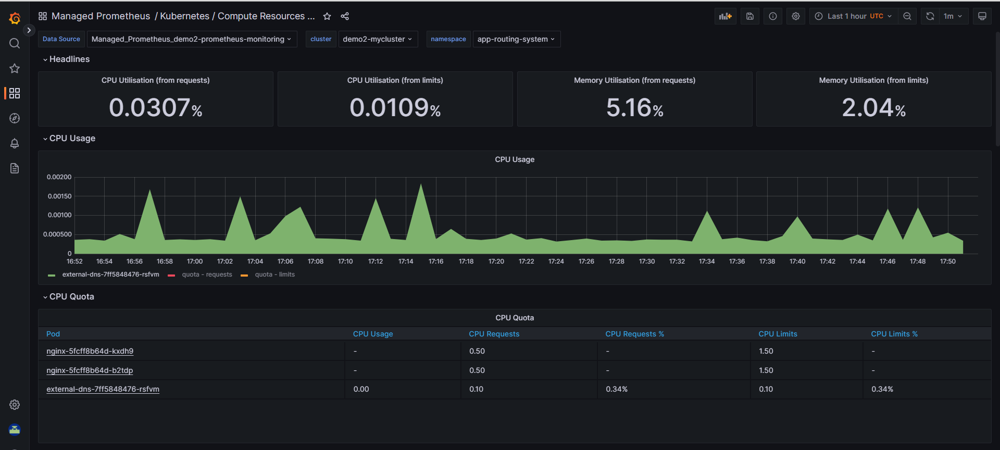 Managed Prometheus / Kubernetes / Compute Resources ...
Last 1 hour UTC
1m
Data Source Managed_Prometheus_demo2-prometheus-monitoring cluster demo2-mycluster namespace app-routing-system
Headlines
CPU Utilisation (from requests)
0.0307%
CPU Utilisation (from limits)
0.0109%
Memory Utilisation (from requests)
5.16%
Memory Utilisation (from limits)
2.04%
CPU Usage
CPU Usage
0.00200
0.00150
0.00100
0.000500
0
16:52 16:54 16:56 16:58 17:00 17:02 17:04 17:06 17:08 17:10 17:12 17:14 17:16 17:18 17:20 17:22 17:24 17:26 17:28 17:30 17:32 17:34 17:36 17:38 17:40 17:42 17:44 17:46 17:48 17:50
external-dns-7ff5848476-rsfvm quota - requests quota - limits
CPU Quota
CPU Quota
Pod CPU Usage CPU Requests CPU Requests % CPU Limits CPU Limits %
nginx-5fcff8b64d-kxdh9 - 0.50 - 1.50 -
nginx-5fcff8b64d-b2tdp - 0.50 - 1.50 -
external-dns-7ff5848476-rsfvm 0.00 0.10 0.34% 0.10 0.34%